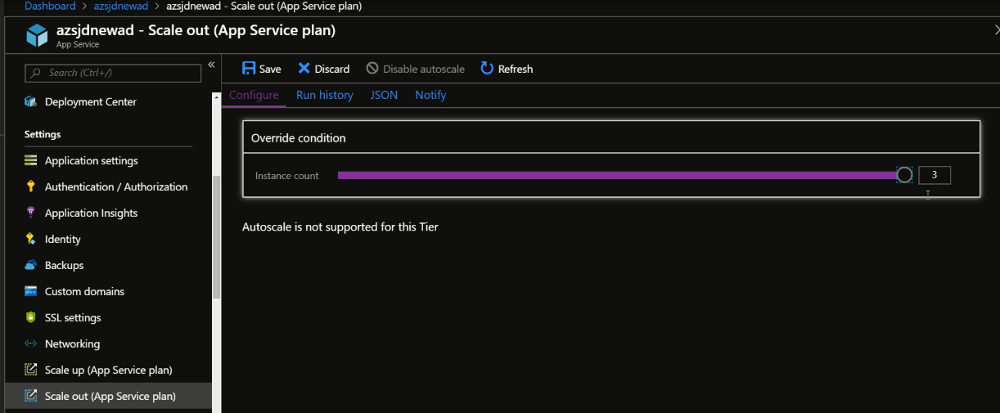 Dashboard > azsjdnewad > azsjdnewad - Scale out (App Service plan)
azsjdnewad - Scale out (App Service plan)
App Service
Search (Ctrl+/)
«
Save Discard Disable autoscale Refresh
Deployment Center
Settings
Application settings
Authentication / Authorization
Application Insights
Identity
Backups
Custom domains
SSL settings
Networking
Scale up (App Service plan)
Scale out (App Service plan)
Configure Run history JSON Notify
Override condition
Instance count 3
Autoscale is not supported for this Tier